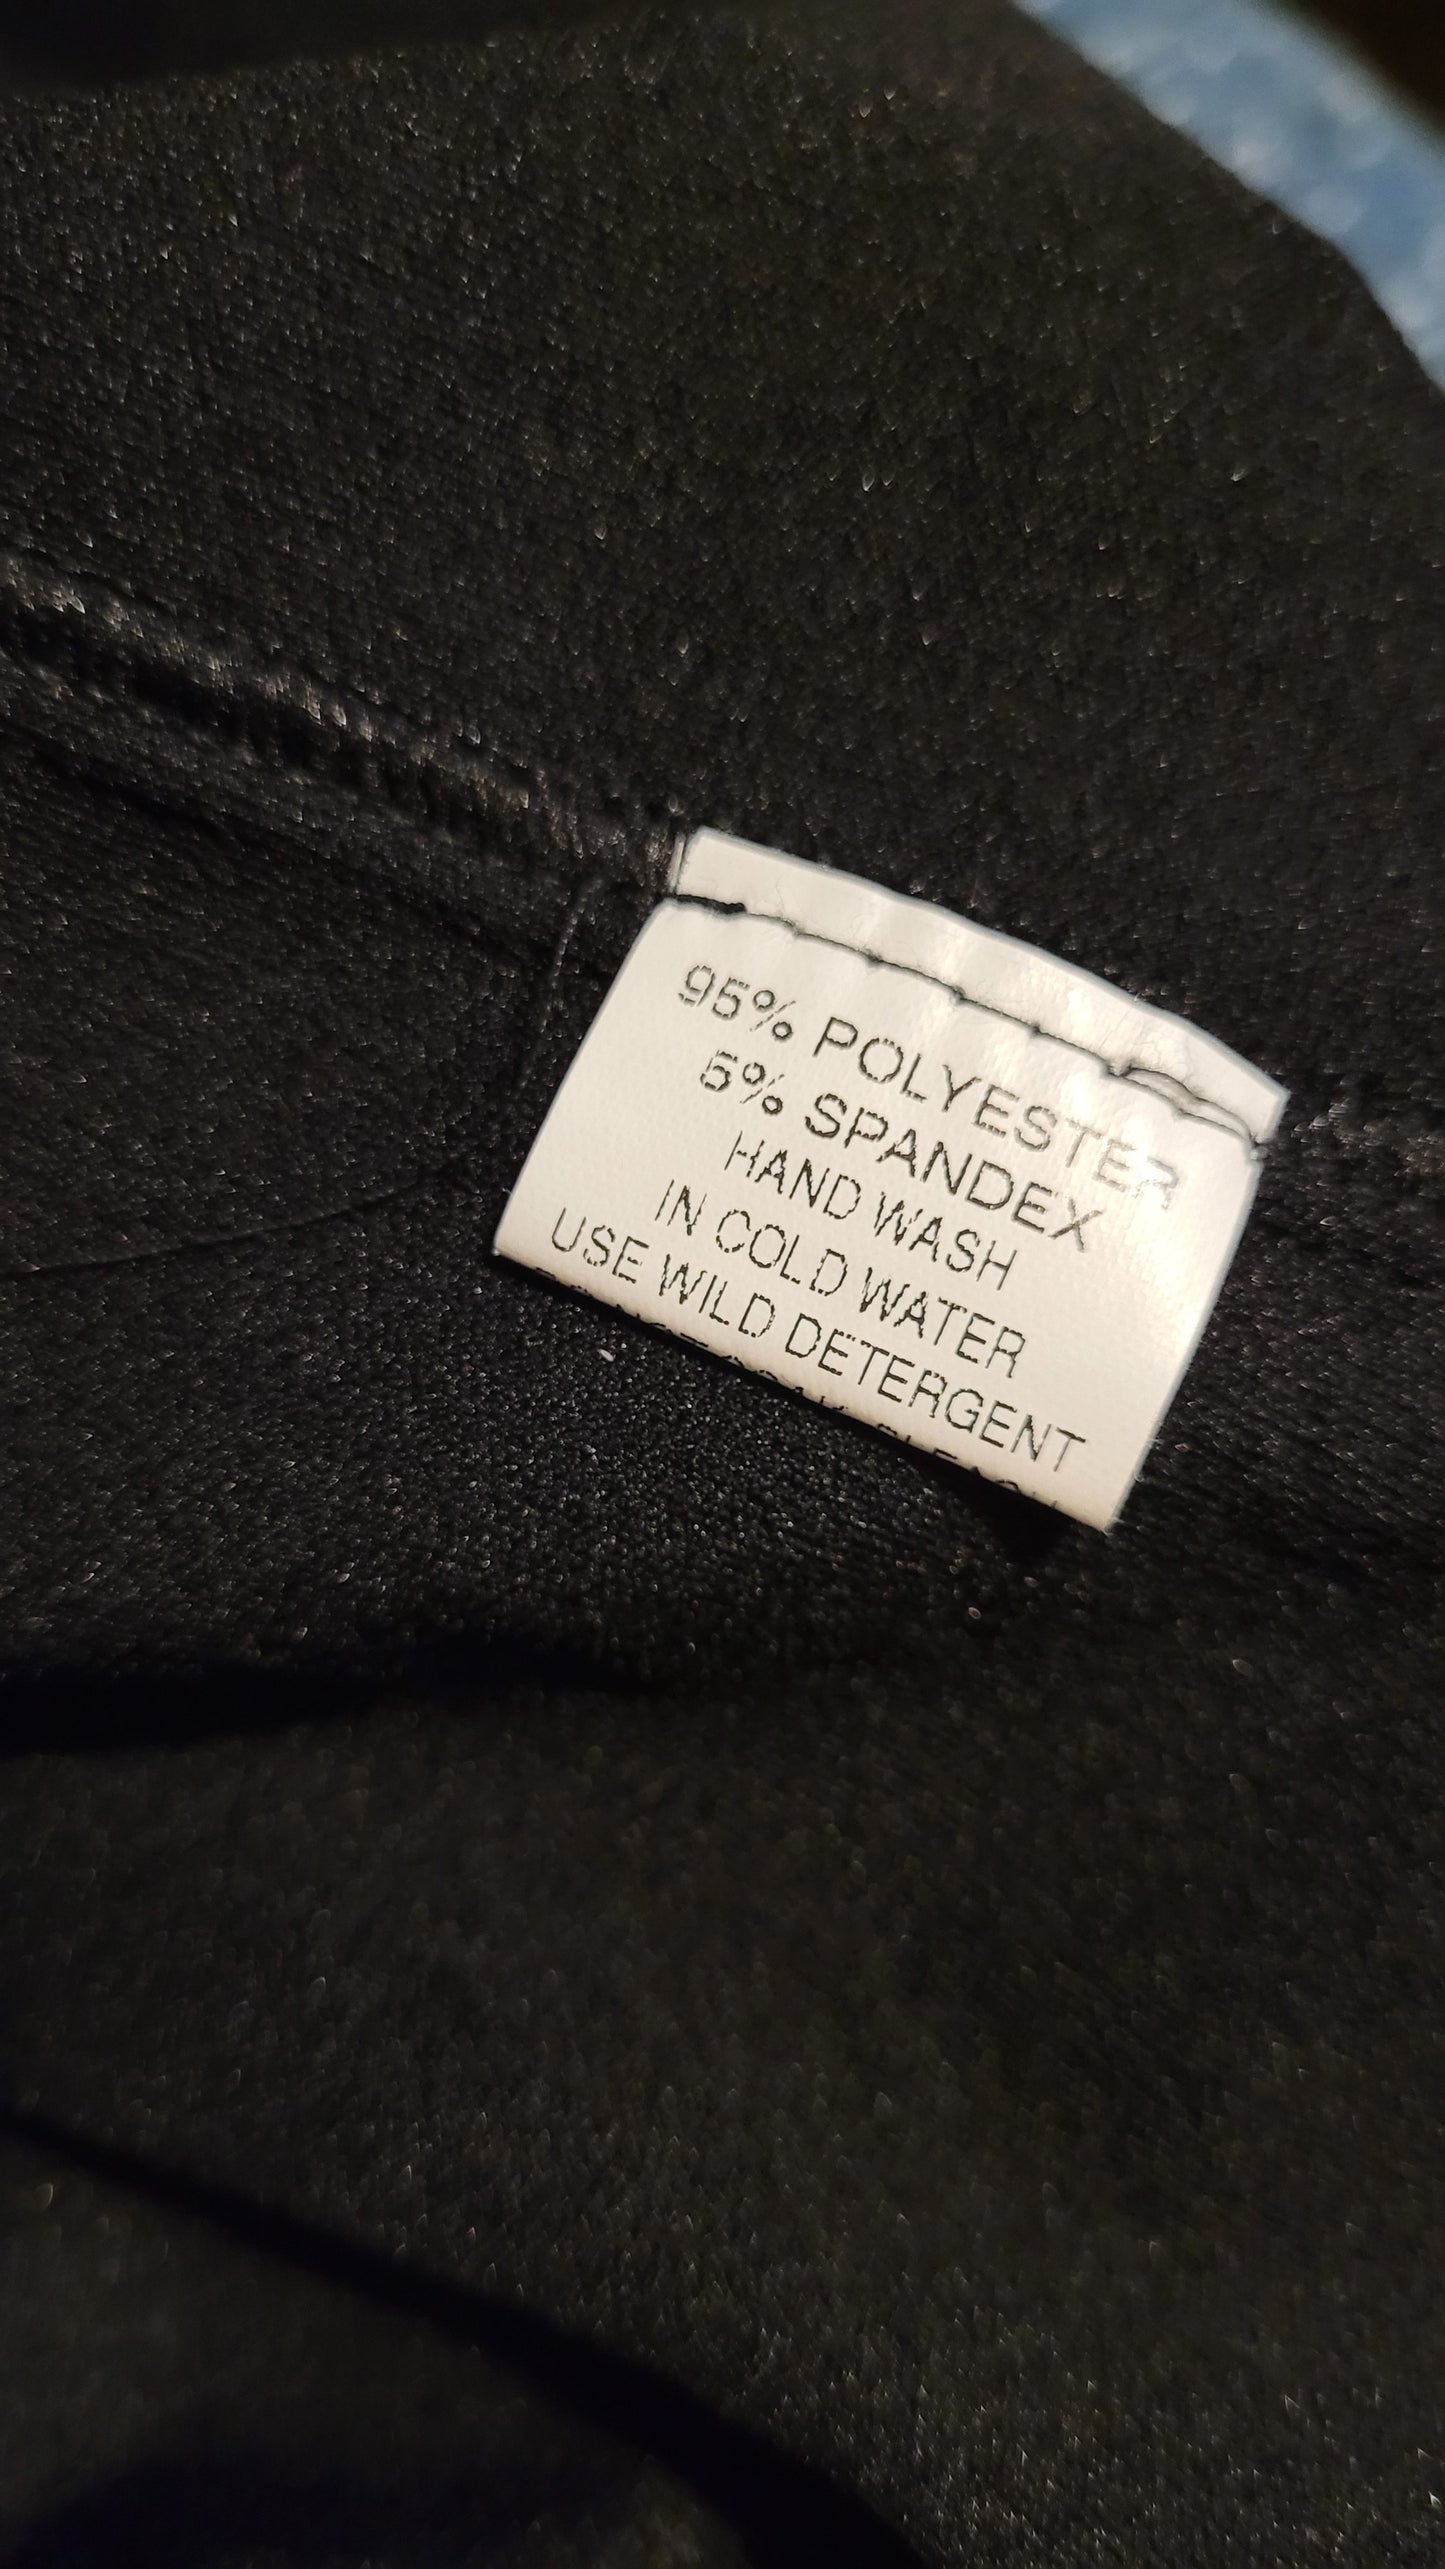 95% POLYESTER
5% SPANDEX
HAND WASH
IN COLD WATER
USE WILD DETERGENT